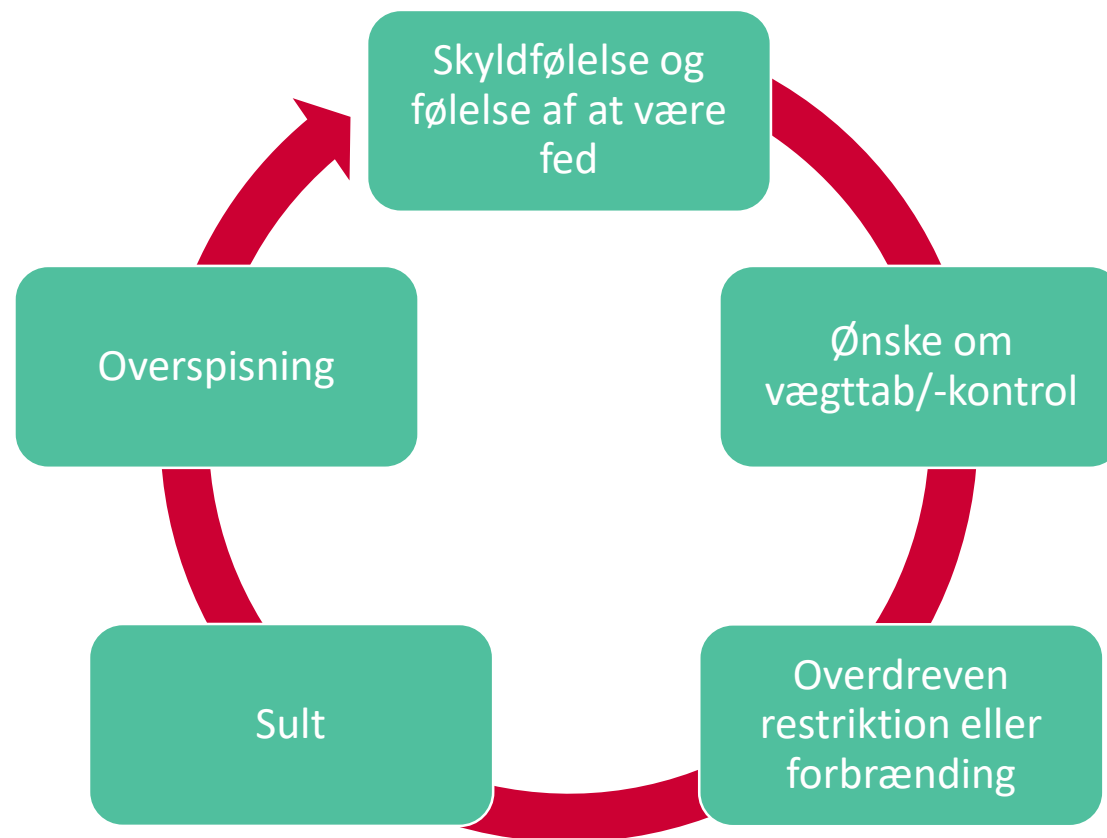 Skyldfølelse og
følelse af at være
fed
Ønske om
vægttab/-kontrol
Overdreven
restriktion eller
forbrænding
Sult
Overspisning